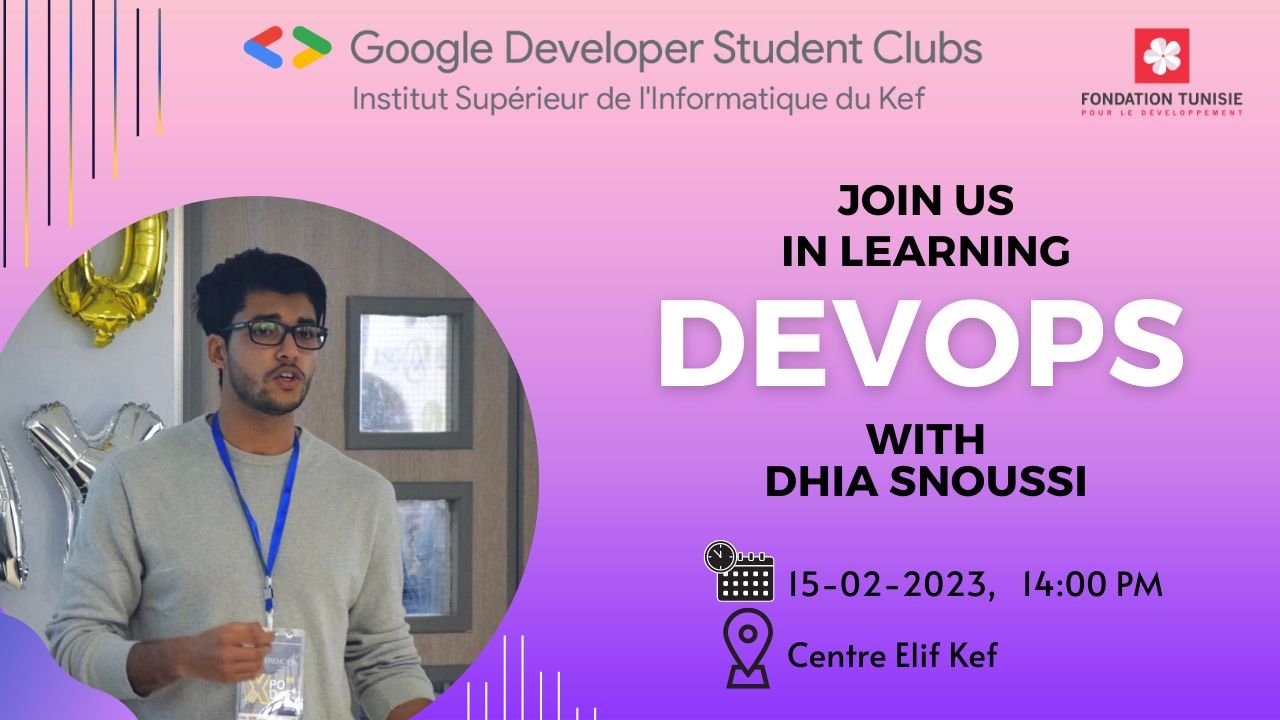 Google Developer Student Clubs
Institut Supérieur de l'Informatique du Kef
FONDATION TUNISIE
POUR LE DÉVELOPPEMENT
JOIN US
IN LEARNING
DEVOPS
WITH
DHIA SNOUSSI
15-02-2023, 14:00 PM
Centre Elif Kef